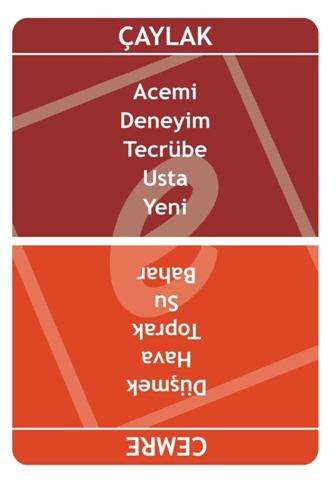 ÇAYLAK
Acemi
Deneyim
Tecrübe
Usta
Yeni
CEMRE
Düşmek
Hava
Toprak
Su
Bahar